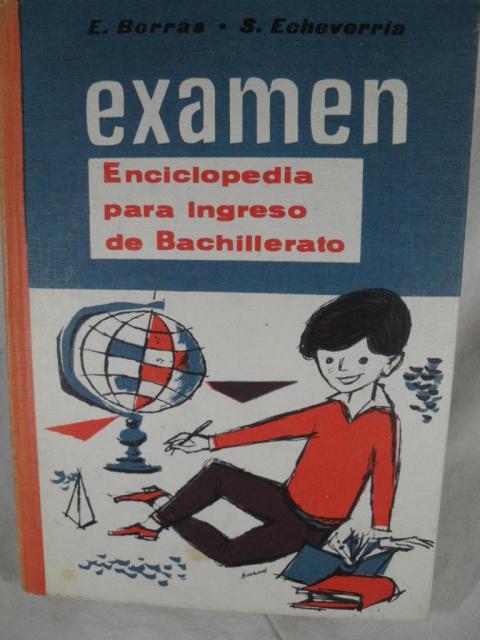 E. Borrás • S. Echeverría
examen
Enciclopedia
para Ingreso
de Bachillerato